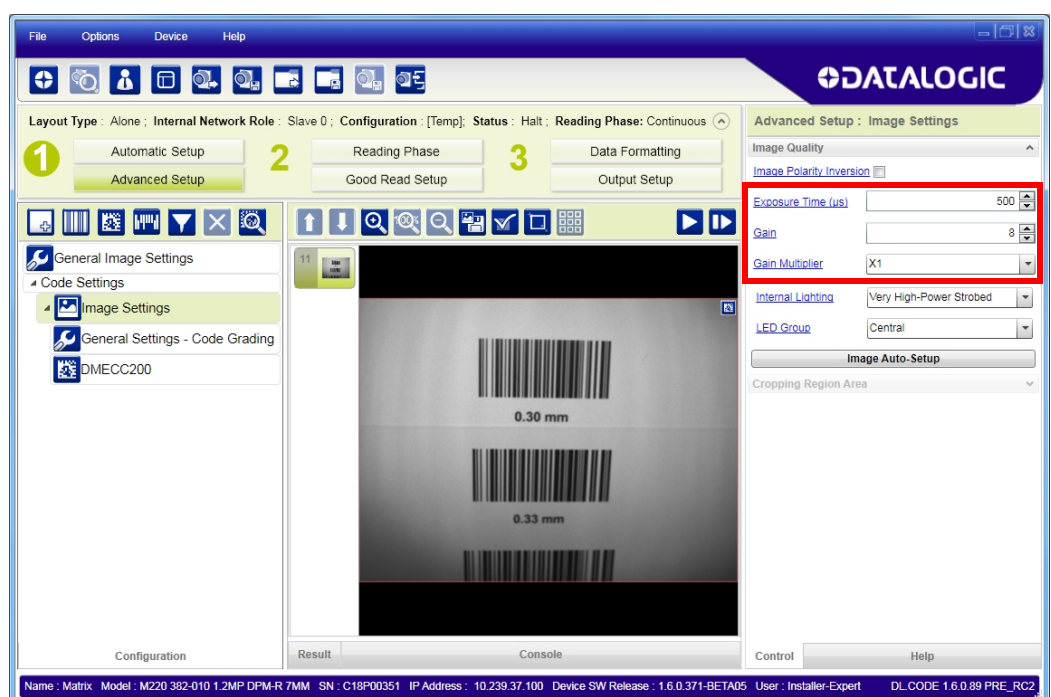 File Options Device Help
DATALOGIC
Layout Type : Alone ; Internal Network Role : Slave 0 ; Configuration : [Temp]; Status : Halt ; Reading Phase: Continuous
1 Automatic Setup 2 Reading Phase 3 Data Formatting
Advanced Setup Good Read Setup Output Setup
100%
General Image Settings
Code Settings
Image Settings
General Settings - Code Grading
DMECC200
Configuration
11
0.30 mm
0.33 mm
Result Console
Advanced Setup : Image Settings
Image Quality
Image Polarity Inversion
Exposure Time (µs) 500
Gain 8
Gain Multiplier X1
Internal Lighting Very High-Power Strobed
LED Group Central
Image Auto-Setup
Cropping Region Area
Control Help
Name : Matrix Model : M220 382-010 1.2MP DPM-R 7MM SN : C18P00351 IP Address : 10.239.37.100 Device SW Release : 1.6.0.371-BETA05 User : Installer-Expert DL.CODE 1.6.0.89 PRE_RC2